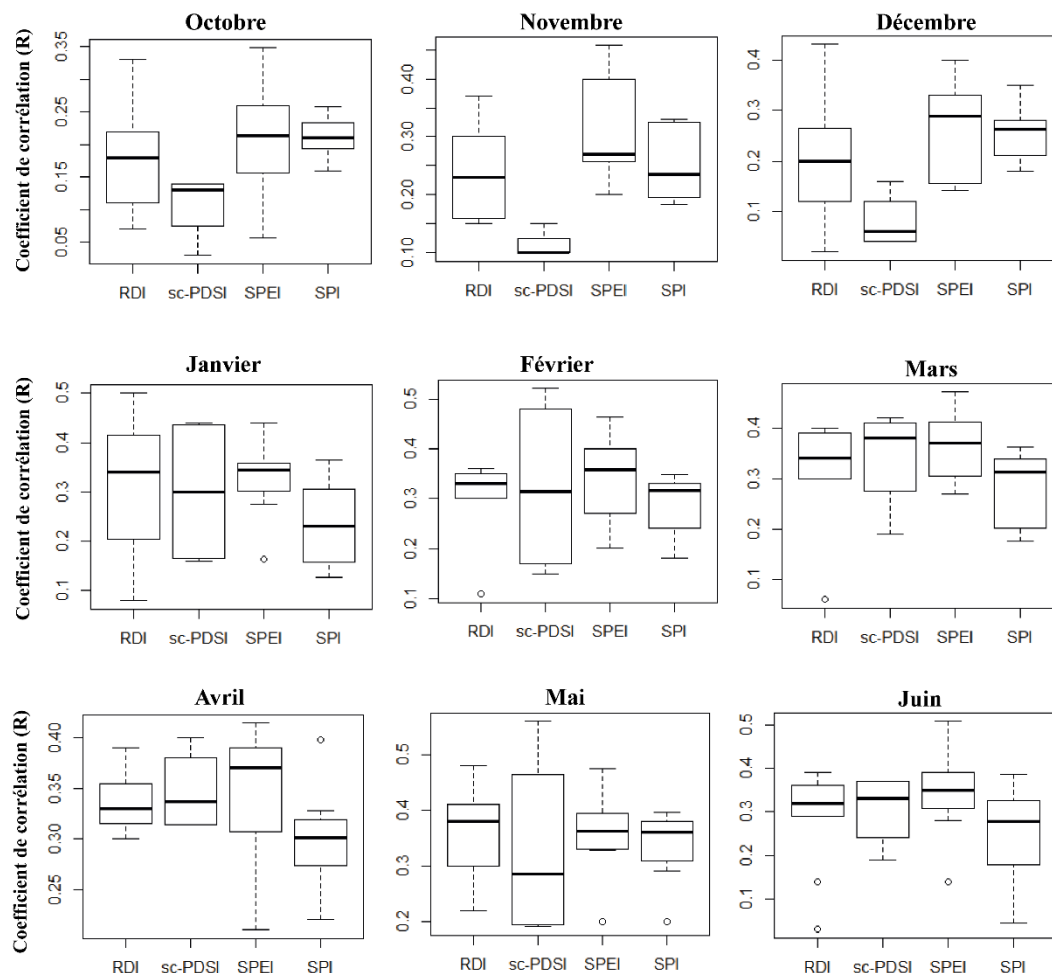 Octobre
Novembre
Décembre
Coefficient de corrélation (R)
0.35
0.25
0.15
0.05
RDI sc-PDSI SPEI SPI
0.40
0.30
0.20
0.10
RDI sc-PDSI SPEI SPI
0.4
0.3
0.2
0.1
RDI sc-PDSI SPEI SPI
Janvier
Février
Mars
Coefficient de corrélation (R)
0.5
0.4
0.3
0.2
0.1
RDI sc-PDSI SPEI SPI
0.5
0.4
0.3
0.2
0.1
RDI sc-PDSI SPEI SPI
0.4
0.3
0.2
0.1
RDI sc-PDSI SPEI SPI
Avril
Mai
Juin
Coefficient de corrélation (R)
0.40
0.35
0.30
0.25
RDI sc-PDSI SPEI SPI
0.5
0.4
0.3
0.2
RDI sc-PDSI SPEI SPI
0.5
0.4
0.3
0.2
0.1
RDI sc-PDSI SPEI SPI